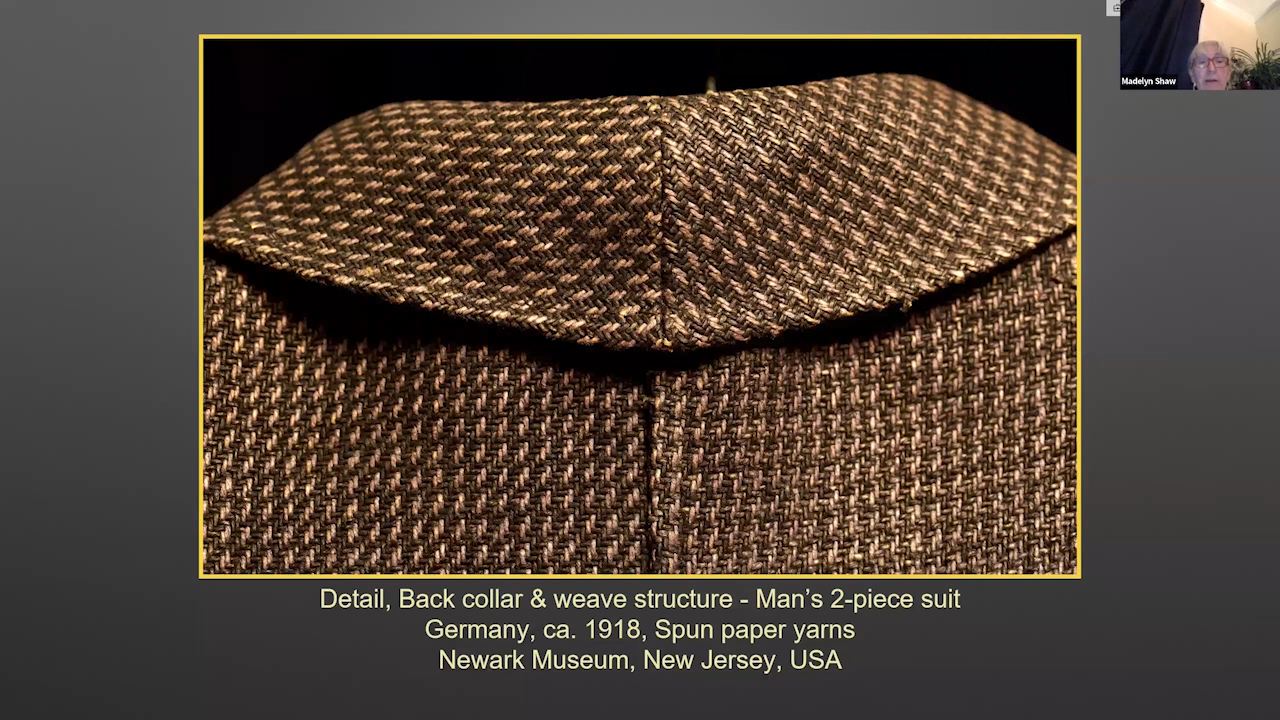 Madelyn Shaw
Detail, Back collar & weave structure - Man’s 2-piece suit
Germany, ca. 1918, Spun paper yarns
Newark Museum, New Jersey, USA